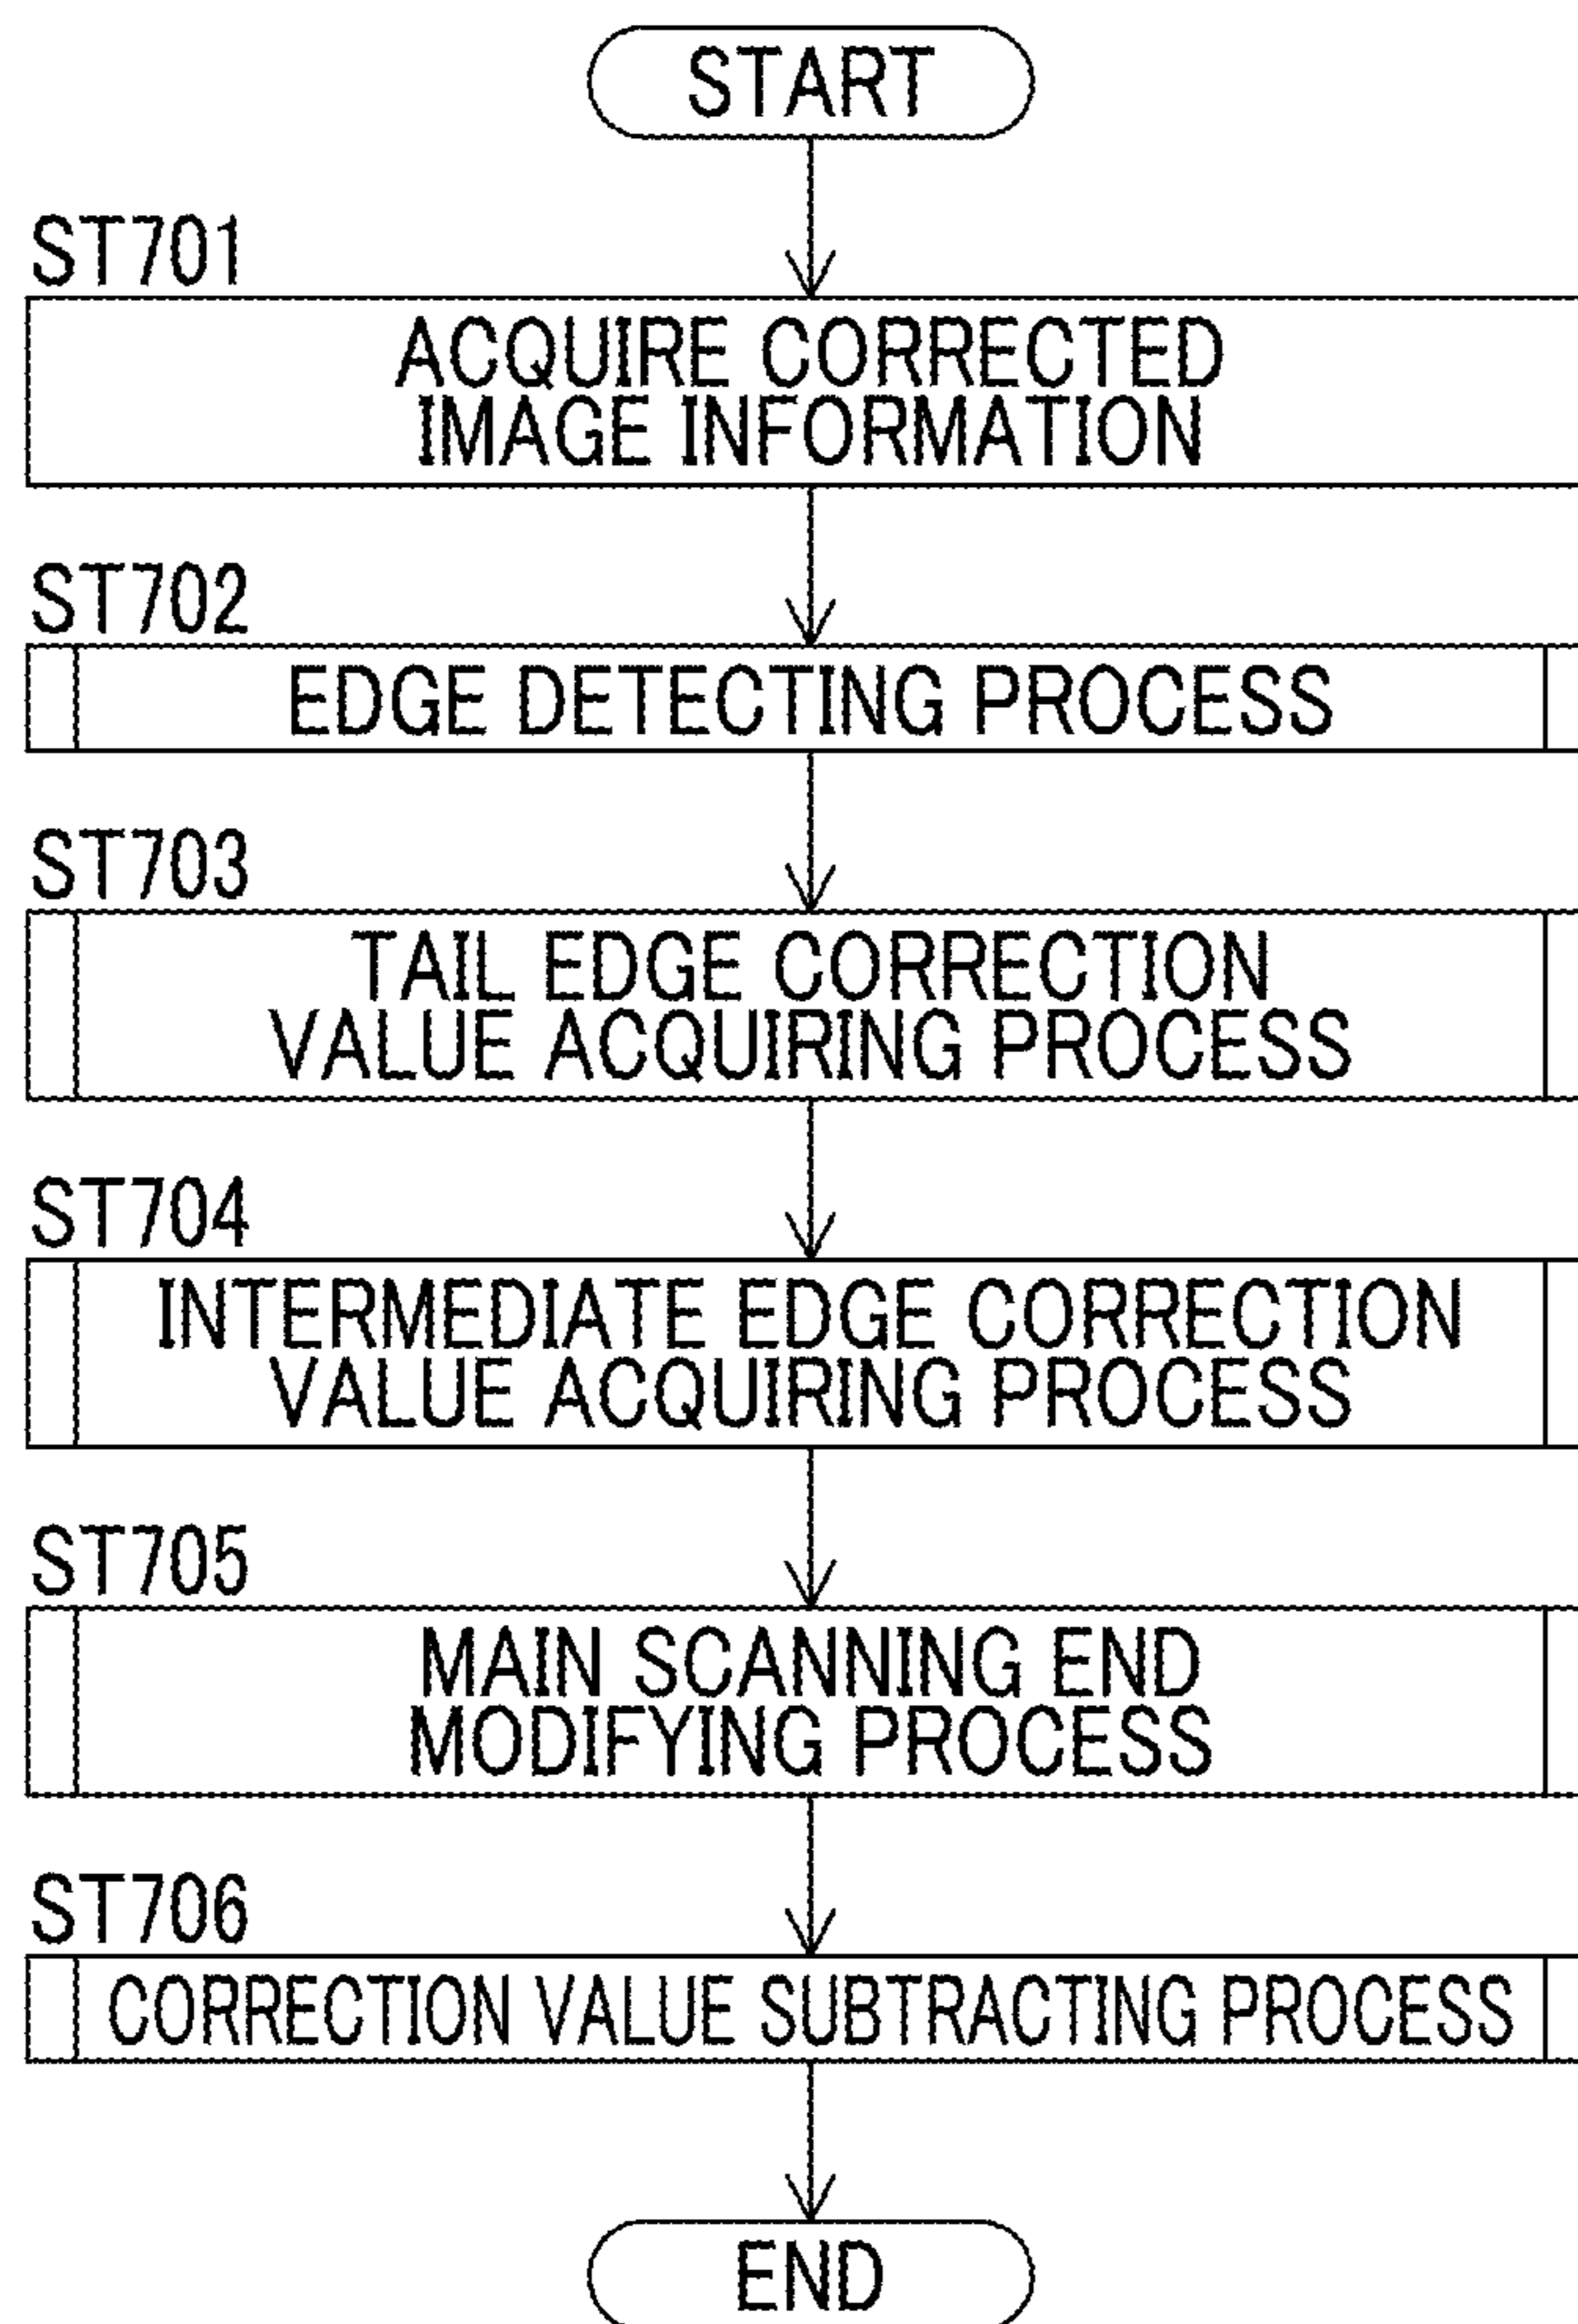 START
ST701
ACQUIRE CORRECTED
IMAGE INFORMATION
ST702
EDGE DETECTING PROCESS
ST703
TAIL EDGE CORRECTION
VALUE ACQUIRING PROCESS
ST704
INTERMEDIATE EDGE CORRECTION
VALUE ACQUIRING PROCESS
ST705
MAIN SCANNING END
MODIFYING PROCESS
ST706
CORRECTION VALUE SUBTRACTING PROCESS
END